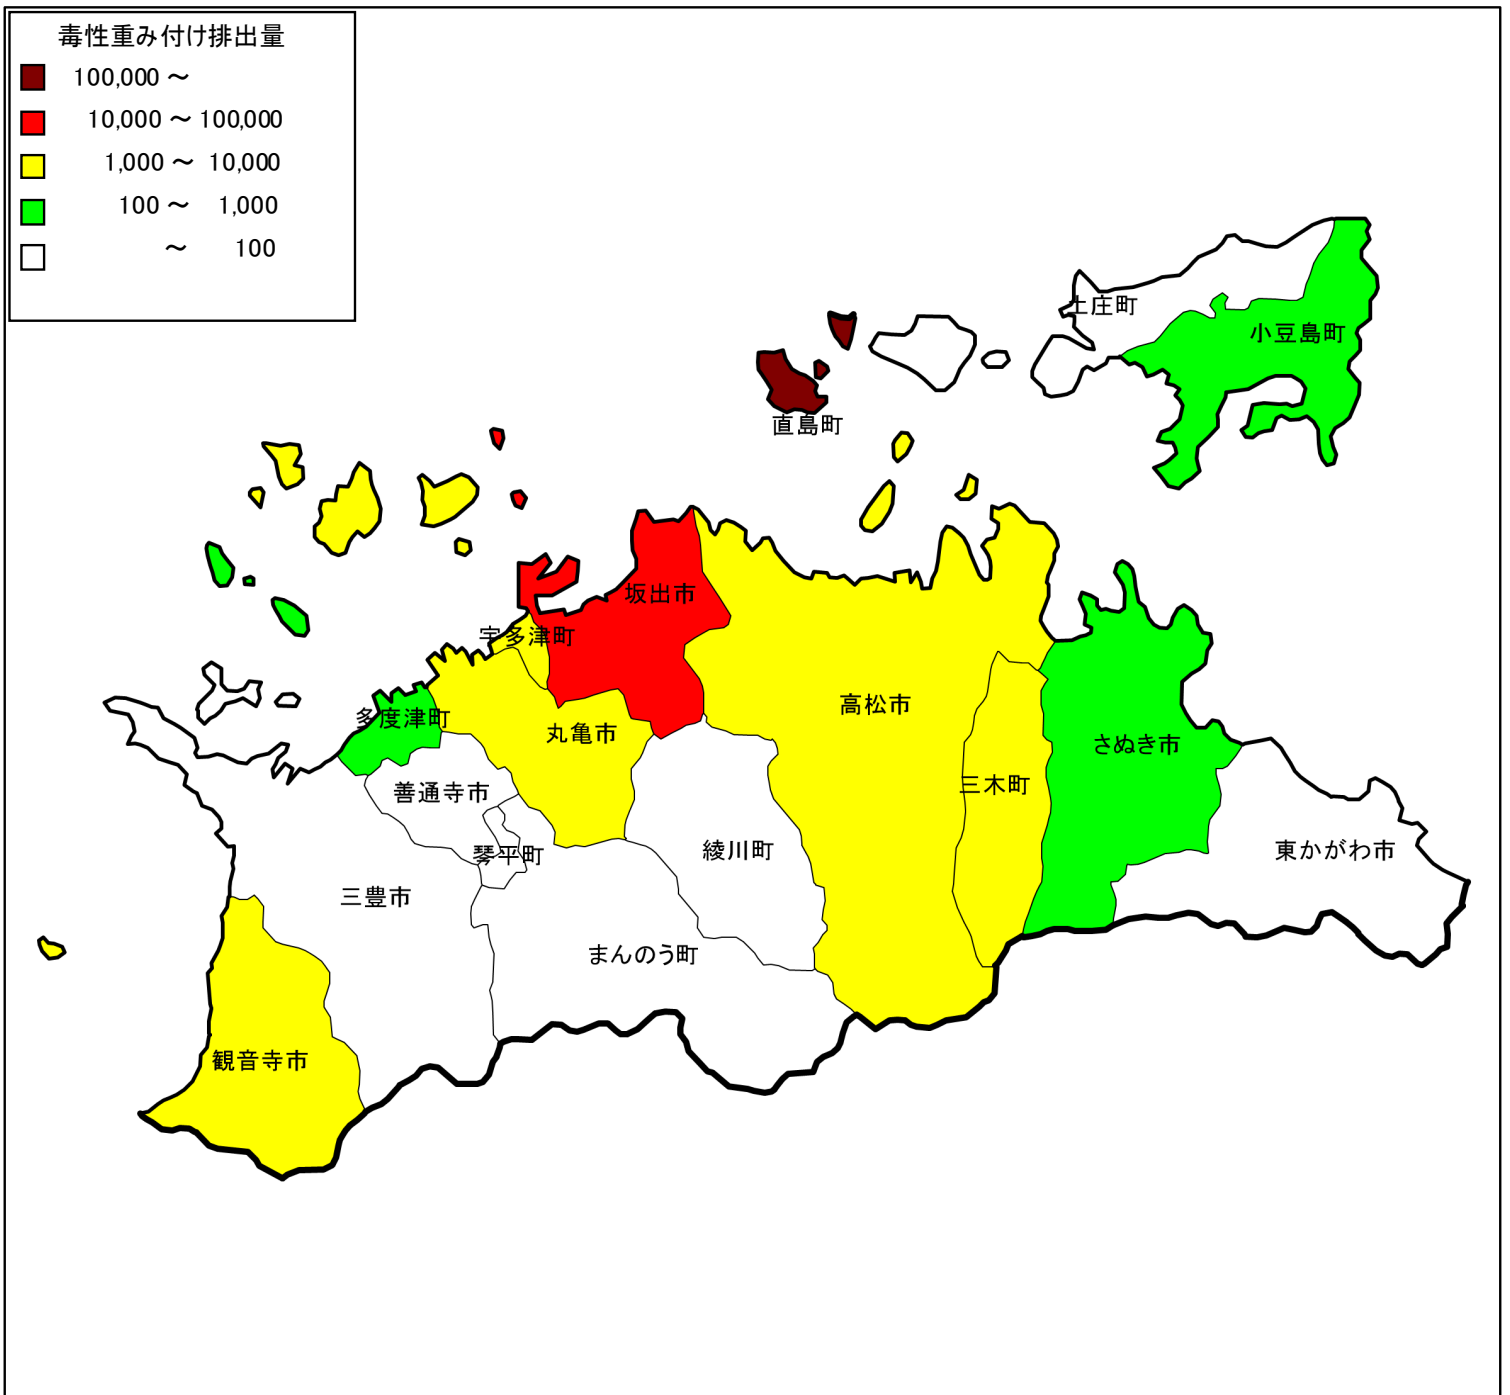 毒性重み付け排出量
100,000 ～
10,000 ～ 100,000
1,000 ～ 10,000
100 ～ 1,000
～ 100
土庄町
小豆島町
直島町
坂出市
宇多津町
高松市
多度津町
丸亀市
さぬき市
三木町
善通寺市
綾川町
琴平町
東かがわ市
三豊市
まんのう町
観音寺市